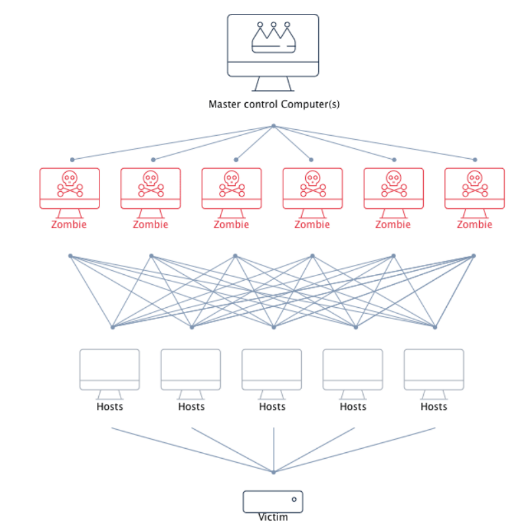 Master control Computer(s)
Zombie Zombie Zombie Zombie Zombie Zombie
Hosts Hosts Hosts Hosts Hosts
Victim